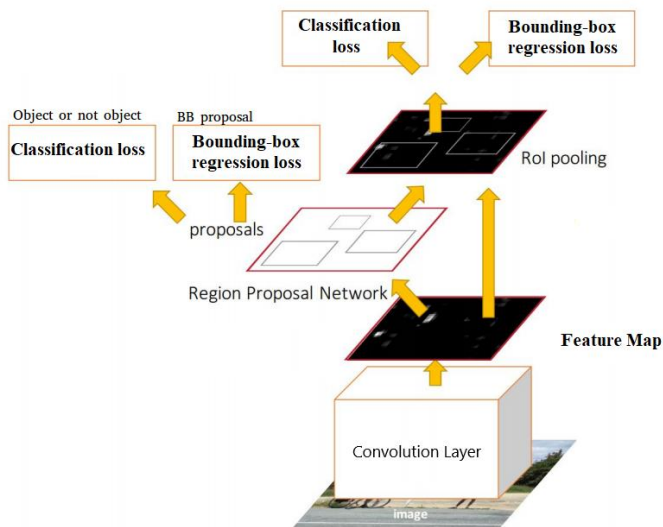 Classification
loss
Bounding-box
regression loss
Object or not object
BB proposal
Classification loss
Bounding-box
regression loss
RoI pooling
proposals
Region Proposal Network
Feature Map
Convolution Layer
image